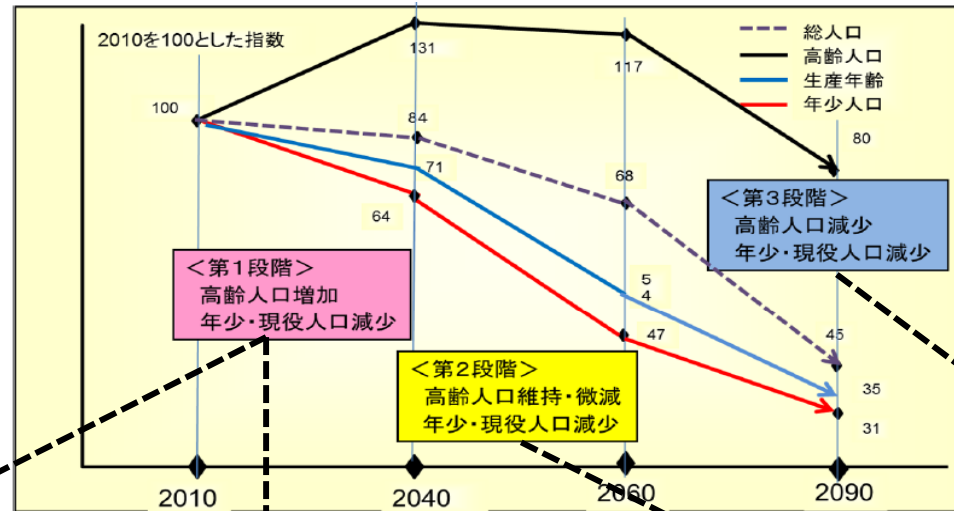 2010を100とした指数
総人口
高齢人口
生産年齢
年少人口
100
131
117
80
84
71
68
64
5
4
47
45
35
31
＜第1段階＞
高齢人口増加
年少・現役人口減少
＜第2段階＞
高齢人口維持・微減
年少・現役人口減少
＜第3段階＞
高齢人口減少
年少・現役人口減少
2010
2040
2060
2090